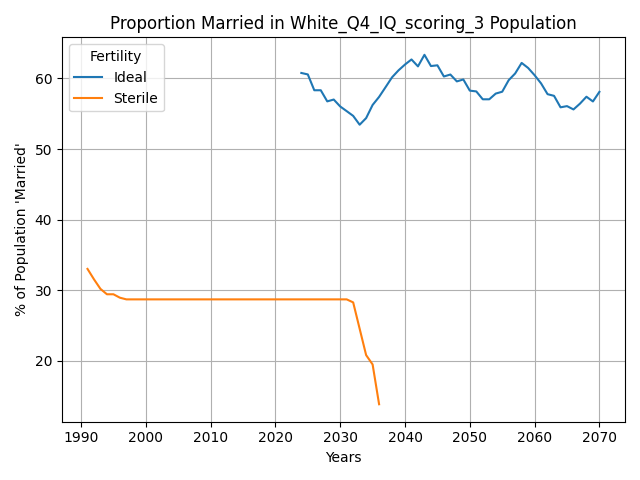 Proportion Married in White_Q4_IQ_scoring_3 Population
Fertility
Ideal
Sterile
% of Population 'Married'
60
50
40
30
20
1990 2000 2010 2020 2030 2040 2050 2060 2070
Years